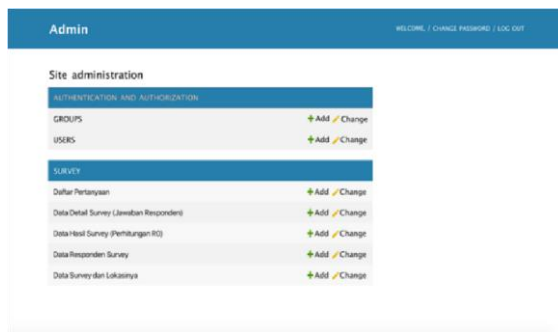 Admin
WELCOME, / CHANGE PASSWORD / LOG OUT
Site administration
AUTHENTICATION AND AUTHORIZATION
GROUPS +Add Change
USERS +Add Change
SURVEY
Daftar Pertanyaan +Add Change
Data Detail Survey (Jawaban Responden) +Add Change
Data Hasil Survey (Perhitungan R0) +Add Change
Data Responden Survey +Add Change
Data Survey dan Lokasinya +Add Change